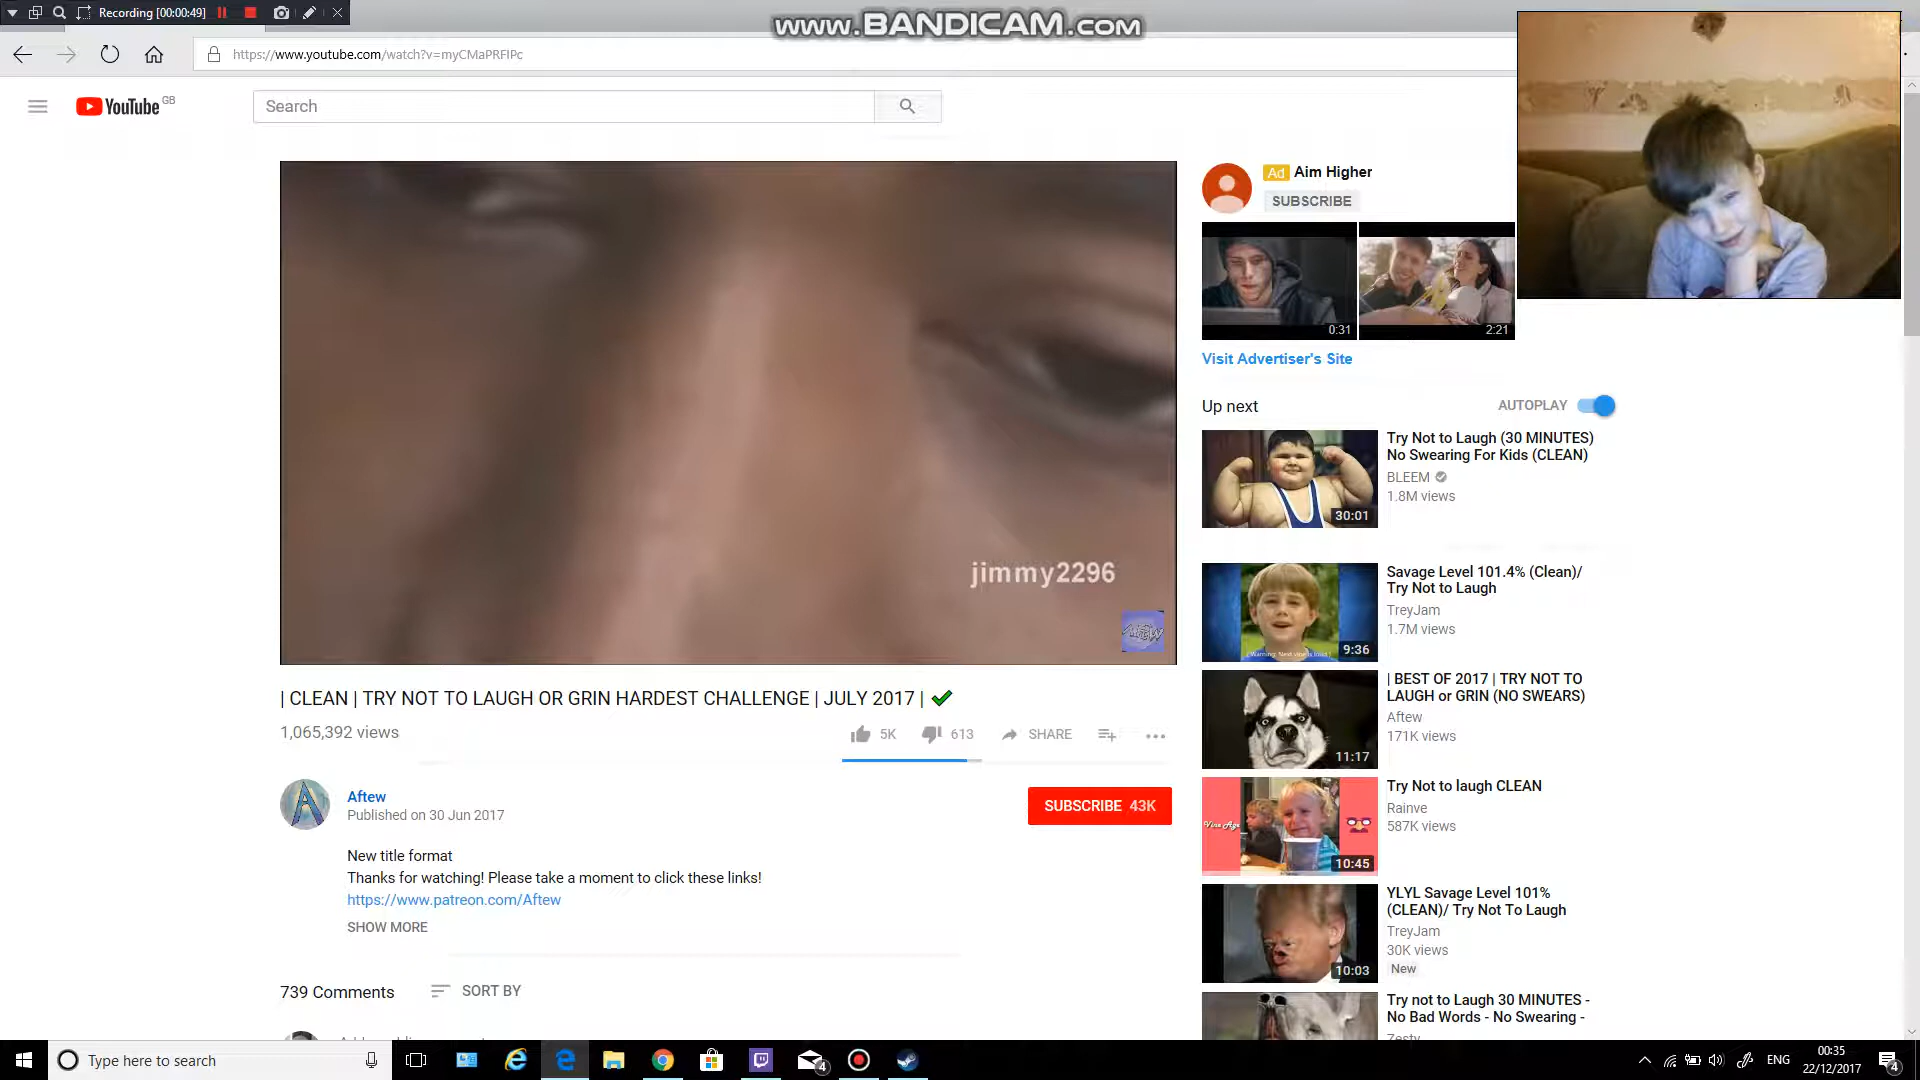 Recording [00:00:49]
www.BANDICAM.com
https://www.youtube.com/watch?v=myCMaPRFIPc
YouTube GB
Search
jimmy2296
Aftew
| CLEAN | TRY NOT TO LAUGH OR GRIN HARDEST CHALLENGE | JULY 2017 | ✔
1,065,392 views
5K
613
SHARE
Aftew
Published on 30 Jun 2017
SUBSCRIBE 43K
New title format
Thanks for watching! Please take a moment to click these links!
https://www.patreon.com/Aftew
SHOW MORE
739 Comments
SORT BY
Ad Aim Higher
SUBSCRIBE
0:31
2:21
Visit Advertiser's Site
Up next
AUTOPLAY
Try Not to Laugh (30 MINUTES)
No Swearing For Kids (CLEAN)
BLEEM
1.8M views
30:01
Savage Level 101.4% (Clean)/
Try Not to Laugh
TreyJam
1.7M views
9:36
| BEST OF 2017 | TRY NOT TO
LAUGH or GRIN (NO SWEARS)
Aftew
171K views
11:17
Try Not to laugh CLEAN
Rainve
587K views
Vine Age
10:45
YLYL Savage Level 101%
(CLEAN)/ Try Not To Laugh
TreyJam
30K views
New
10:03
Try not to Laugh 30 MINUTES -
No Bad Words - No Swearing -
Type here to search
4
ENG
00:35
22/12/2017
4